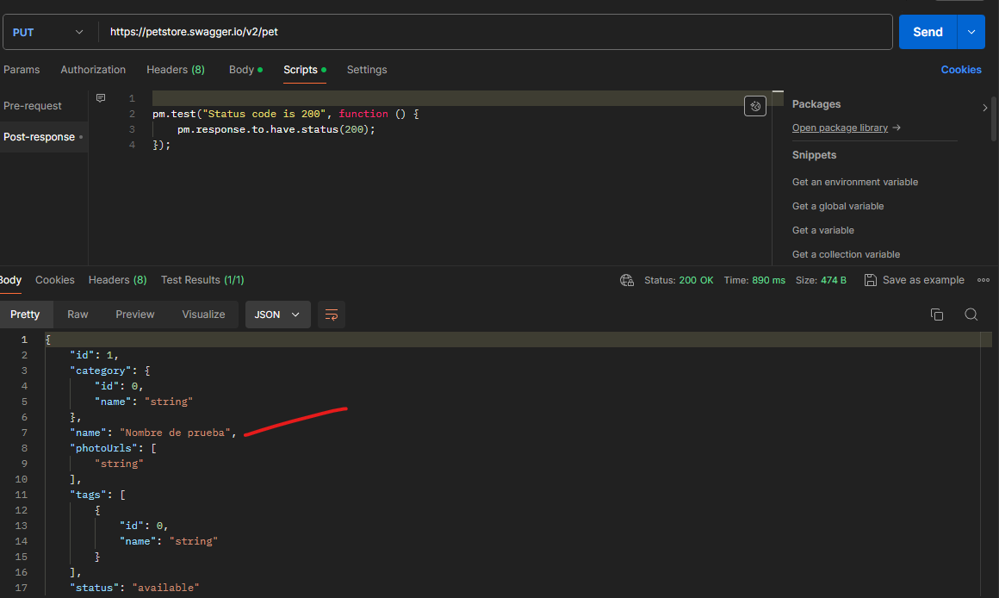 PUT https://petstore.swagger.io/v2/pet Send
Params Authorization Headers (8) Body Scripts Settings Cookies
Pre-request
Post-response
1
2 pm.test("Status code is 200", function () {
3 pm.response.to.have.status(200);
4 });
Packages
Open package library →
Snippets
Get an environment variable
Get a global variable
Get a variable
Get a collection variable
Body Cookies Headers (8) Test Results (1/1) Status: 200 OK Time: 890 ms Size: 474 B Save as example
Pretty Raw Preview Visualize JSON
1 {
2 "id": 1,
3 "category": {
4 "id": 0,
5 "name": "string"
6 },
7 "name": "Nombre de prueba",
8 "photoUrls": [
9 "string"
10 ],
11 "tags": [
12 {
13 "id": 0,
14 "name": "string"
15 }
16 ],
17 "status": "available"